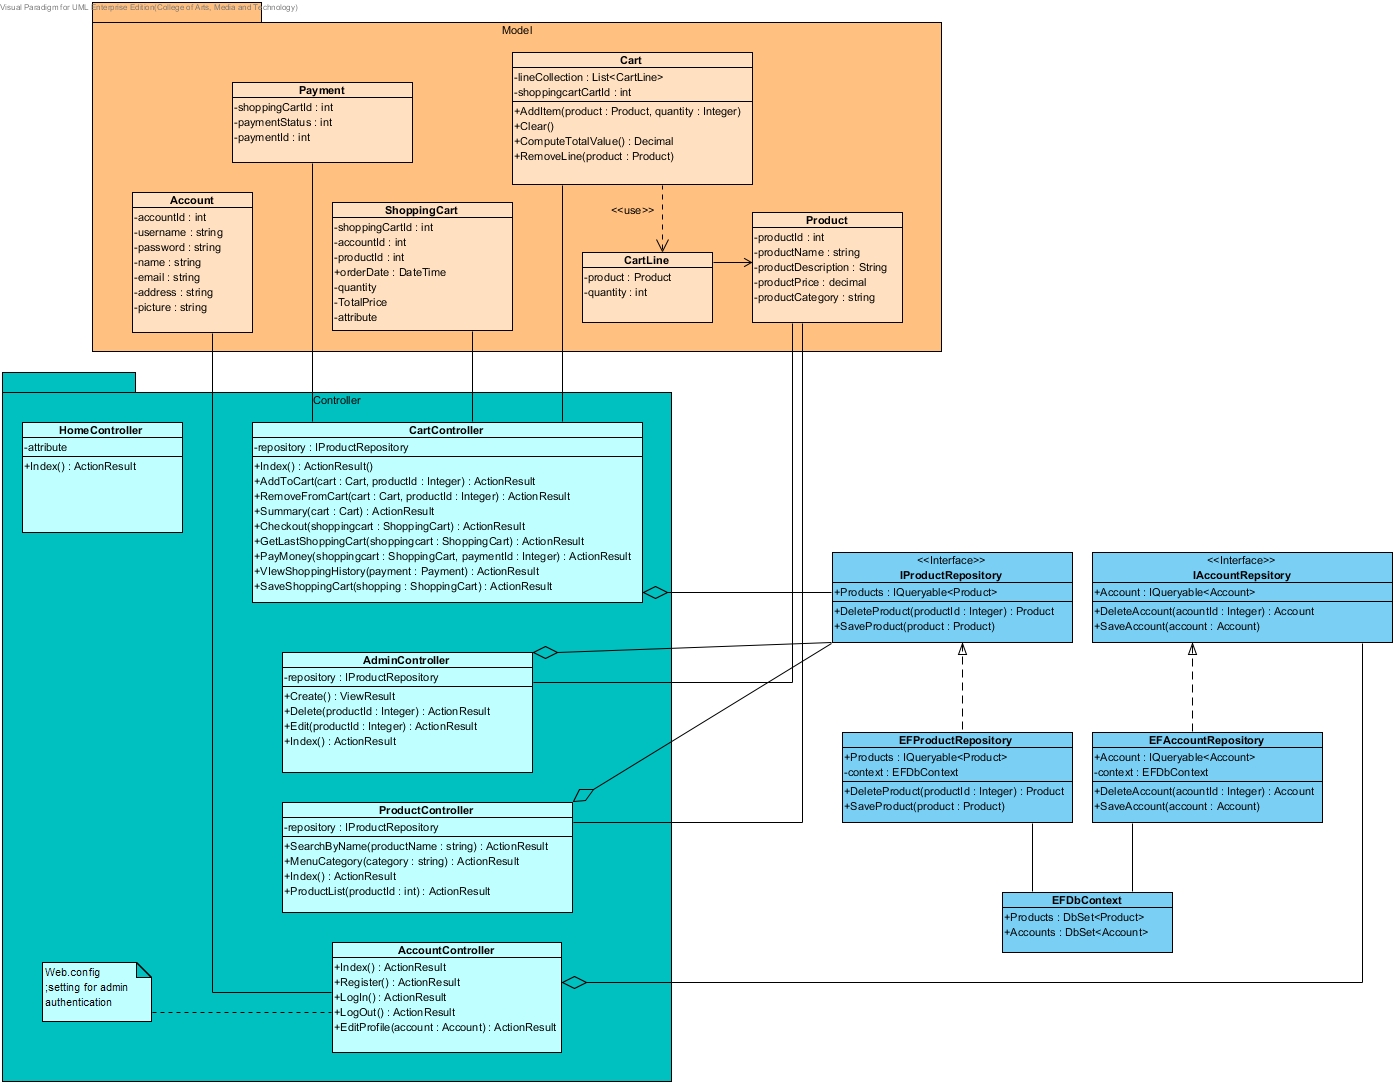 Visual Paradigm for UML Enterprise Edition(College of Arts, Media and Technology)
Model
Payment
-shoppingCartId : int
-paymentStatus : int
-paymentId : int
Cart
-lineCollection : List<CartLine>
-shoppingcartCartId : int
+AddItem(product : Product, quantity : Integer)
+Clear()
+ComputeTotalValue() : Decimal
+RemoveLine(product : Product)
Account
-accountId : int
-username : string
-password : string
-name : string
-email : string
-address : string
-picture : string
ShoppingCart
-shoppingCartId : int
-accountId : int
-productId : int
+orderDate : DateTime
-quantity
-TotalPrice
-attribute
<<use>>
CartLine
-product : Product
-quantity : int
Product
-productId : int
-productName : string
-productDescription : String
-productPrice : decimal
-productCategory : string
Controller
HomeController
-attribute
+Index() : ActionResult
CartController
-repository : IProductRepository
+Index() : ActionResult()
+AddToCart(cart : Cart, productId : Integer) : ActionResult
+RemoveFromCart(cart : Cart, productId : Integer) : ActionResult
+Summary(cart : Cart) : ActionResult
+Checkout(shoppingcart : ShoppingCart) : ActionResult
+GetLastShoppingCart(shoppingcart : ShoppingCart) : ActionResult
+PayMoney(shoppingcart : ShoppingCart, paymentId : Integer) : ActionResult
+VIewShoppingHistory(payment : Payment) : ActionResult
+SaveShoppingCart(shopping : ShoppingCart) : ActionResult
<<Interface>>
IProductRepository
+Products : IQueryable<Product>
+DeleteProduct(productId : Integer) : Product
+SaveProduct(product : Product)
<<Interface>>
IAccountRepsitory
+Account : IQueryable<Account>
+DeleteAccount(acountId : Integer) : Account
+SaveAccount(account : Account)
AdminController
-repository : IProductRepository
+Create() : ViewResult
+Delete(productId : Integer) : ActionResult
+Edit(productId : Integer) : ActionResult
+Index() : ActionResult
EFProductRepository
+Products : IQueryable<Product>
-context : EFDbContext
+DeleteProduct(productId : Integer) : Product
+SaveProduct(product : Product)
EFAccountRepository
+Account : IQueryable<Account>
-context : EFDbContext
+DeleteAccount(acountId : Integer) : Account
+SaveAccount(account : Account)
ProductController
-repository : IProductRepository
+SearchByName(productName : string) : ActionResult
+MenuCategory(category : string) : ActionResult
+Index() : ActionResult
+ProductList(productId : int) : ActionResult
EFDbContext
+Products : DbSet<Product>
+Accounts : DbSet<Account>
AccountController
+Index() : ActionResult
+Register() : ActionResult
+LogIn() : ActionResult
+LogOut() : ActionResult
+EditProfile(account : Account) : ActionResult
Web.config
;setting for admin
authentication